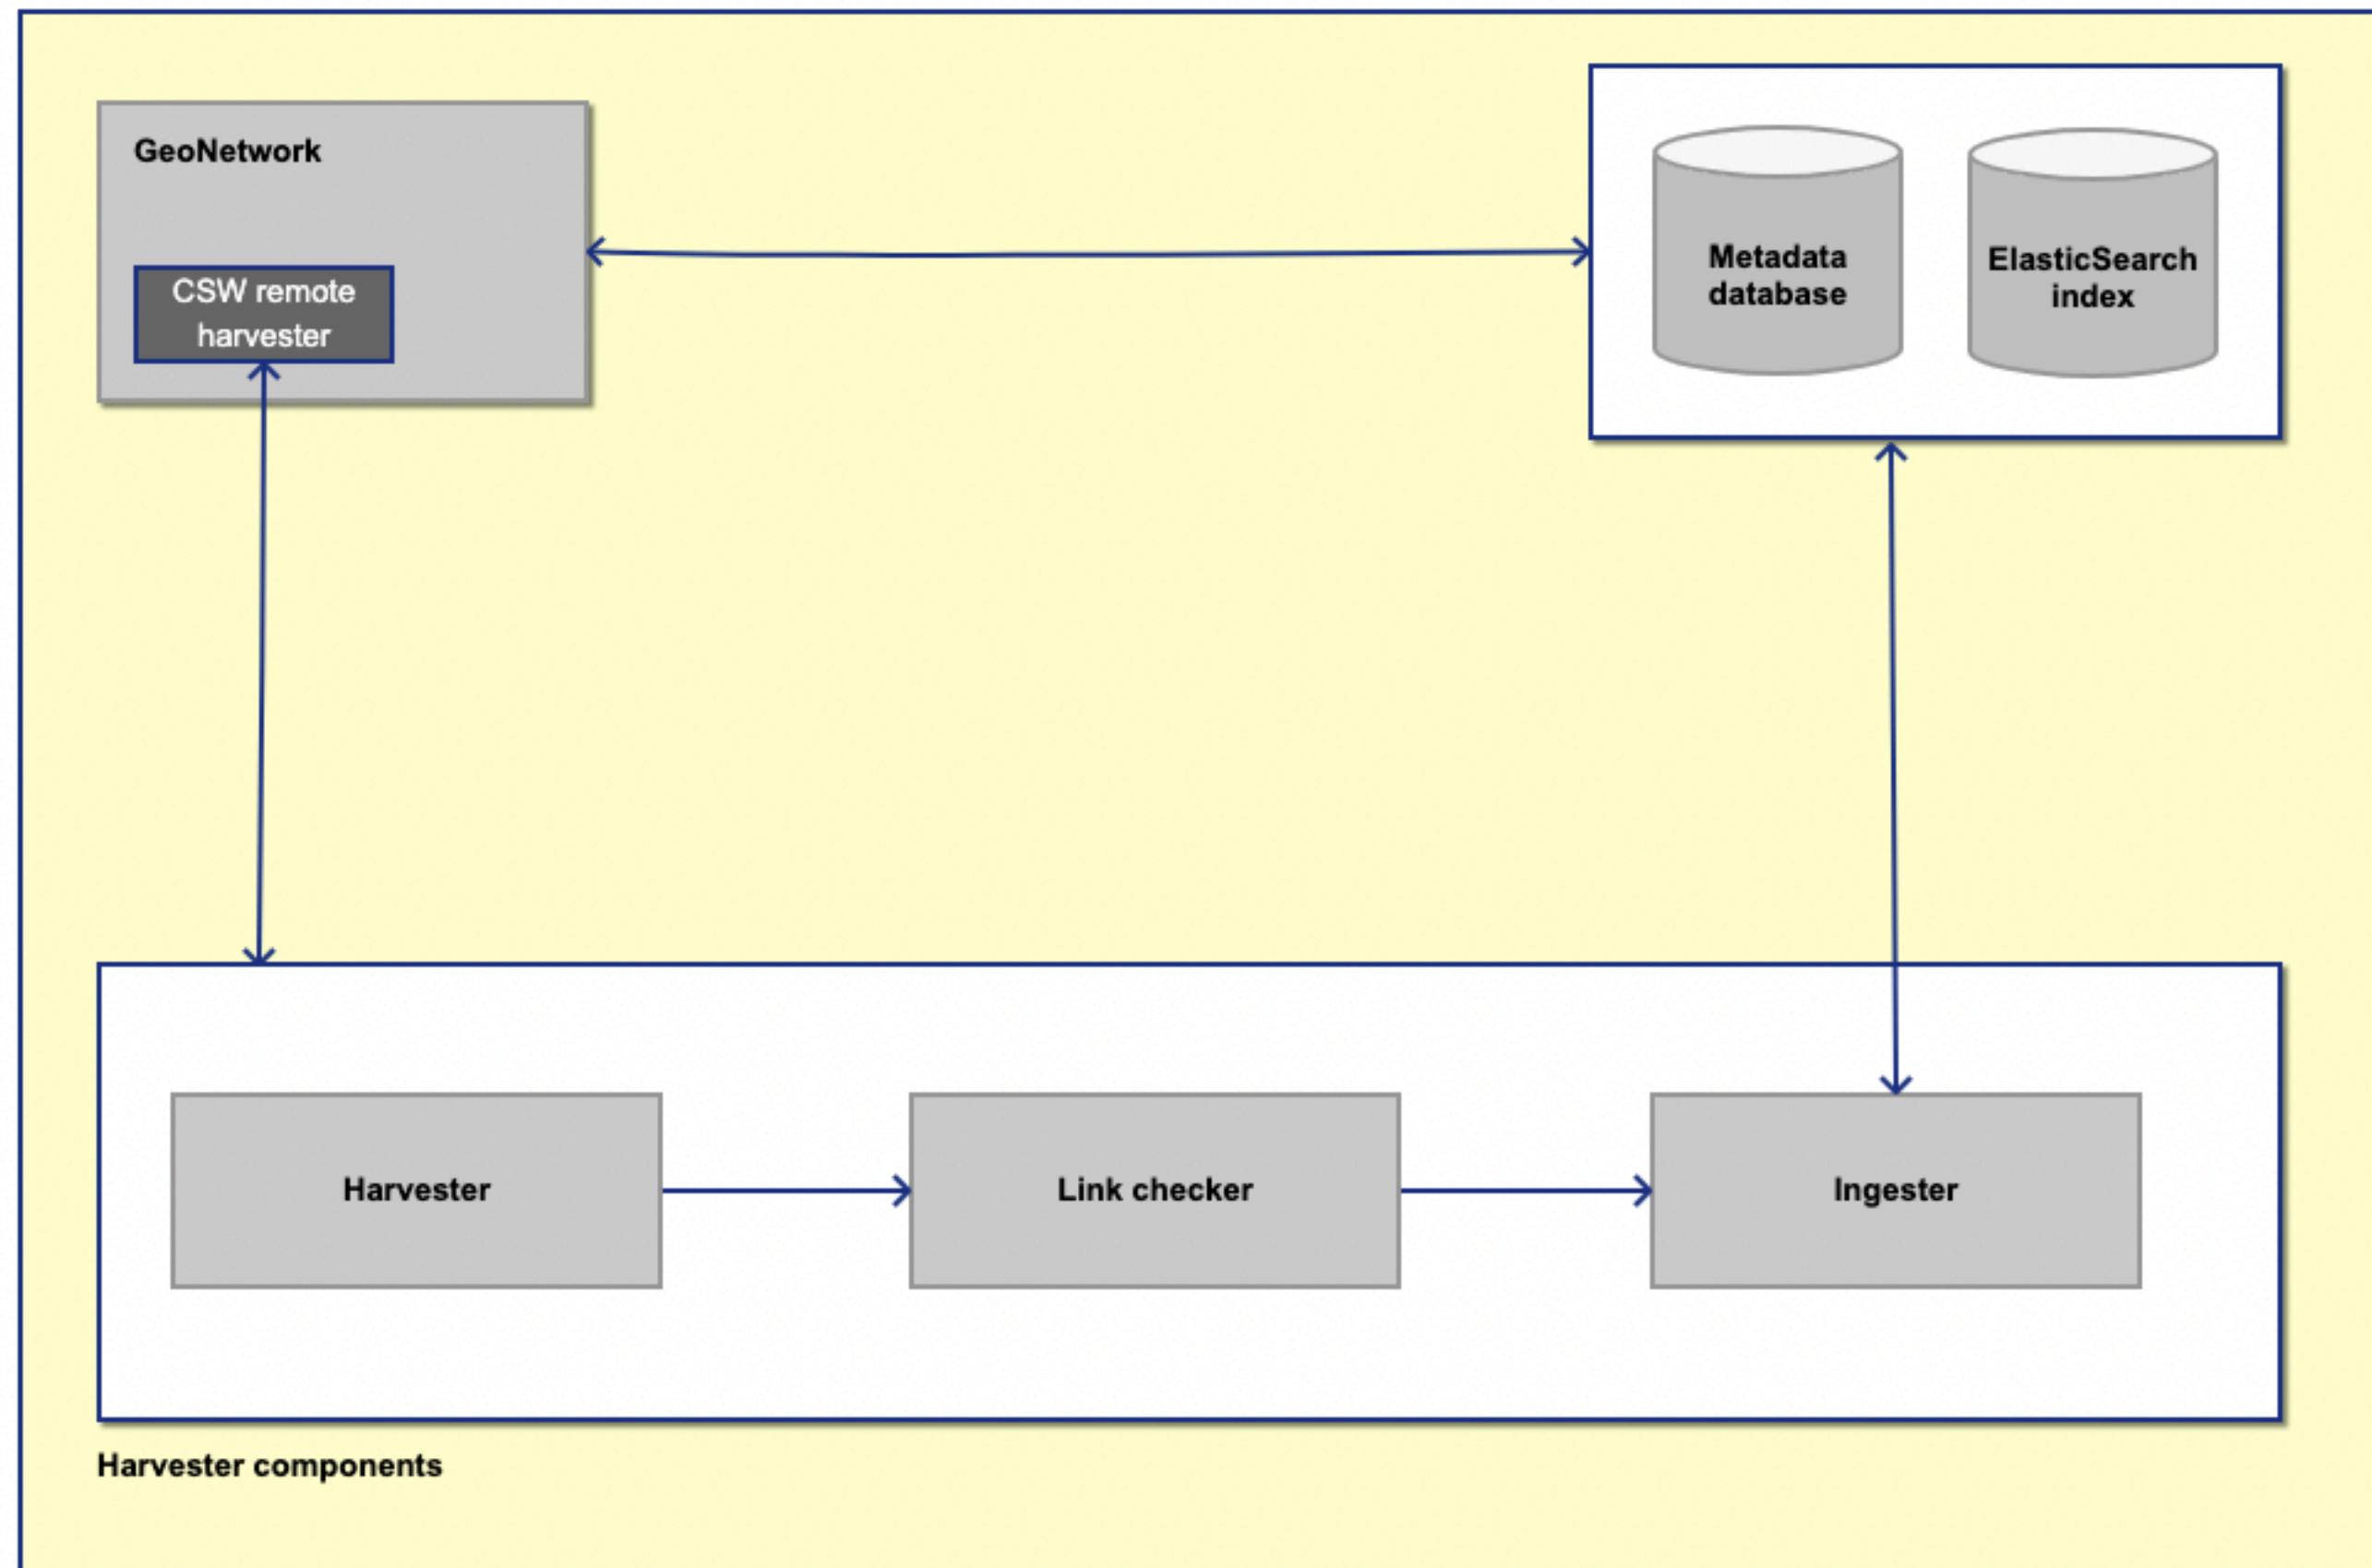 GeoNetwork
CSW remote
harvester
Metadata
database
ElasticSearch
index
Harvester
Link checker
Ingester
Harvester components